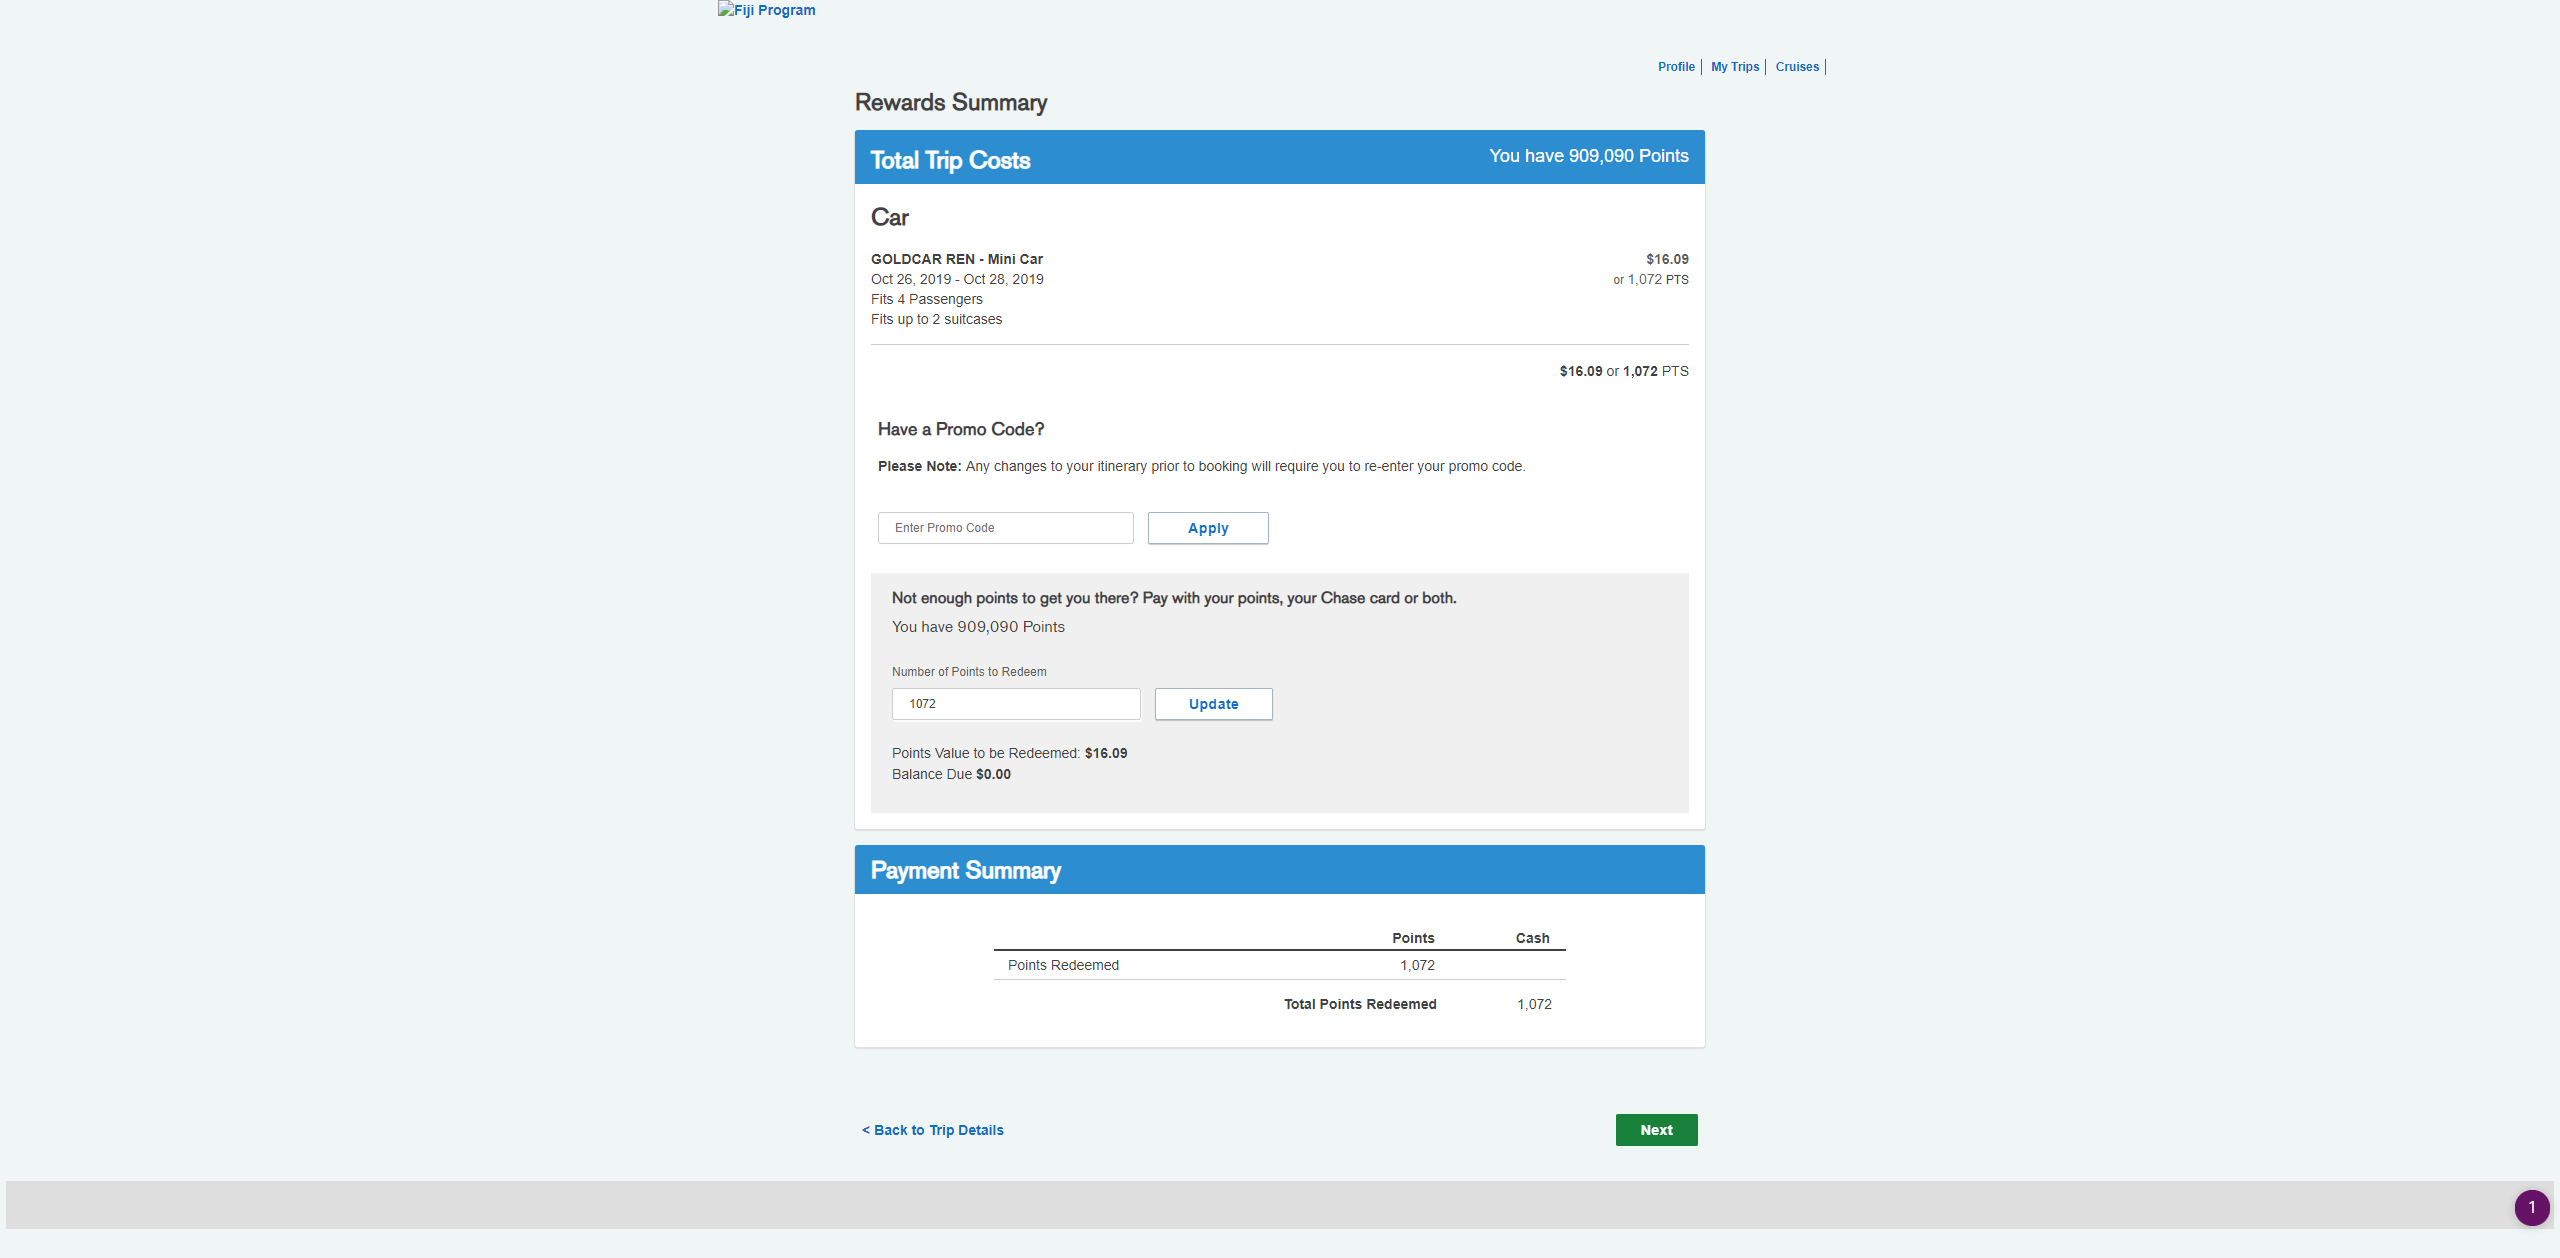 Fiji Program
Profile
My Trips
Cruises
Rewards Summary
Total Trip Costs
You have 909,090 Points
Car
GOLDCAR REN - Mini Car
$16.09
Oct 26, 2019 - Oct 28, 2019
or 1,072 PTS
Fits 4 Passengers
Fits up to 2 suitcases
$16.09 or 1,072 PTS
Have a Promo Code?
Please Note: Any changes to your itinerary prior to booking will require you to re-enter your promo code.
Enter Promo Code
Apply
Not enough points to get you there? Pay with your points, your Chase card or both.
You have 909,090 Points
Number of Points to Redeem
1072
Update
Points Value to be Redeemed: $16.09
Balance Due $0.00
Payment Summary
Points Cash
Points Redeemed 1,072
Total Points Redeemed 1,072
< Back to Trip Details
Next
1